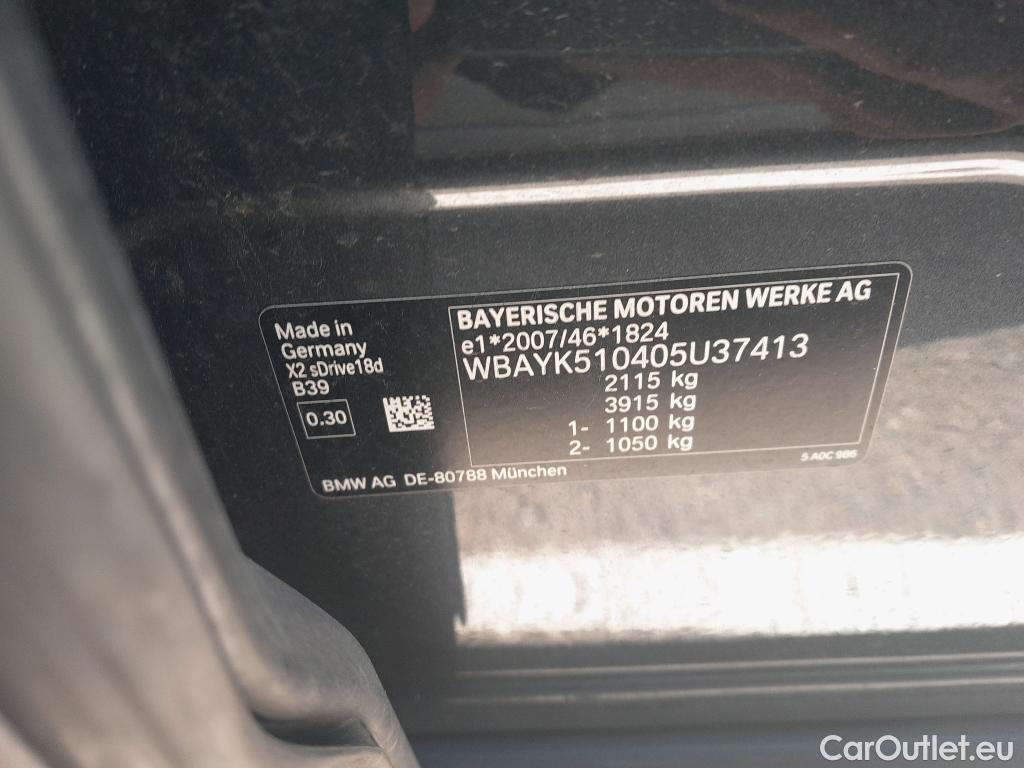 Made in
Germany
X2 sDrive18d
B39
0.30
BAYERISCHE MOTOREN WERKE AG
e1*2007/46*1824
WBAYK510405U37413
2115 kg
3915 kg
1- 1100 kg
2- 1050 kg
5 A0C 986
BMW AG DE-80788 München
CarOutlet.eu